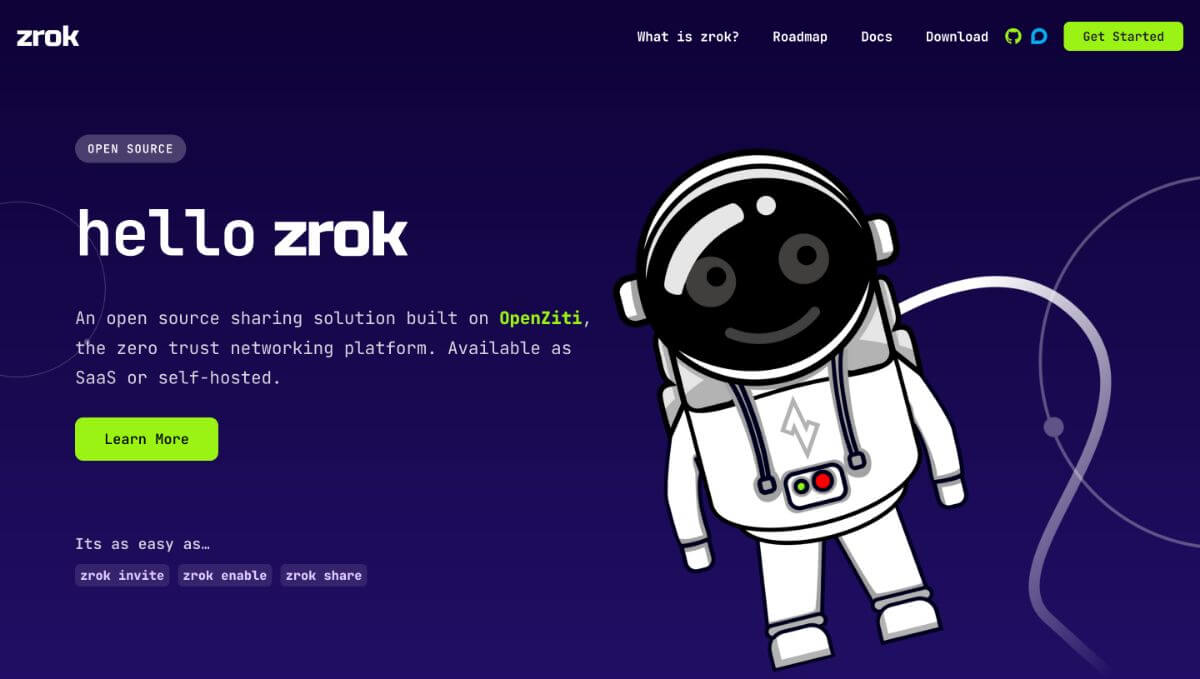 zrok
What is zrok? Roadmap Docs Download Get Started
OPEN SOURCE
hello zrok
An open source sharing solution built on OpenZiti,
the zero trust networking platform. Available as
SaaS or self-hosted.
Learn More
Its as easy as…
zrok invite zrok enable zrok share